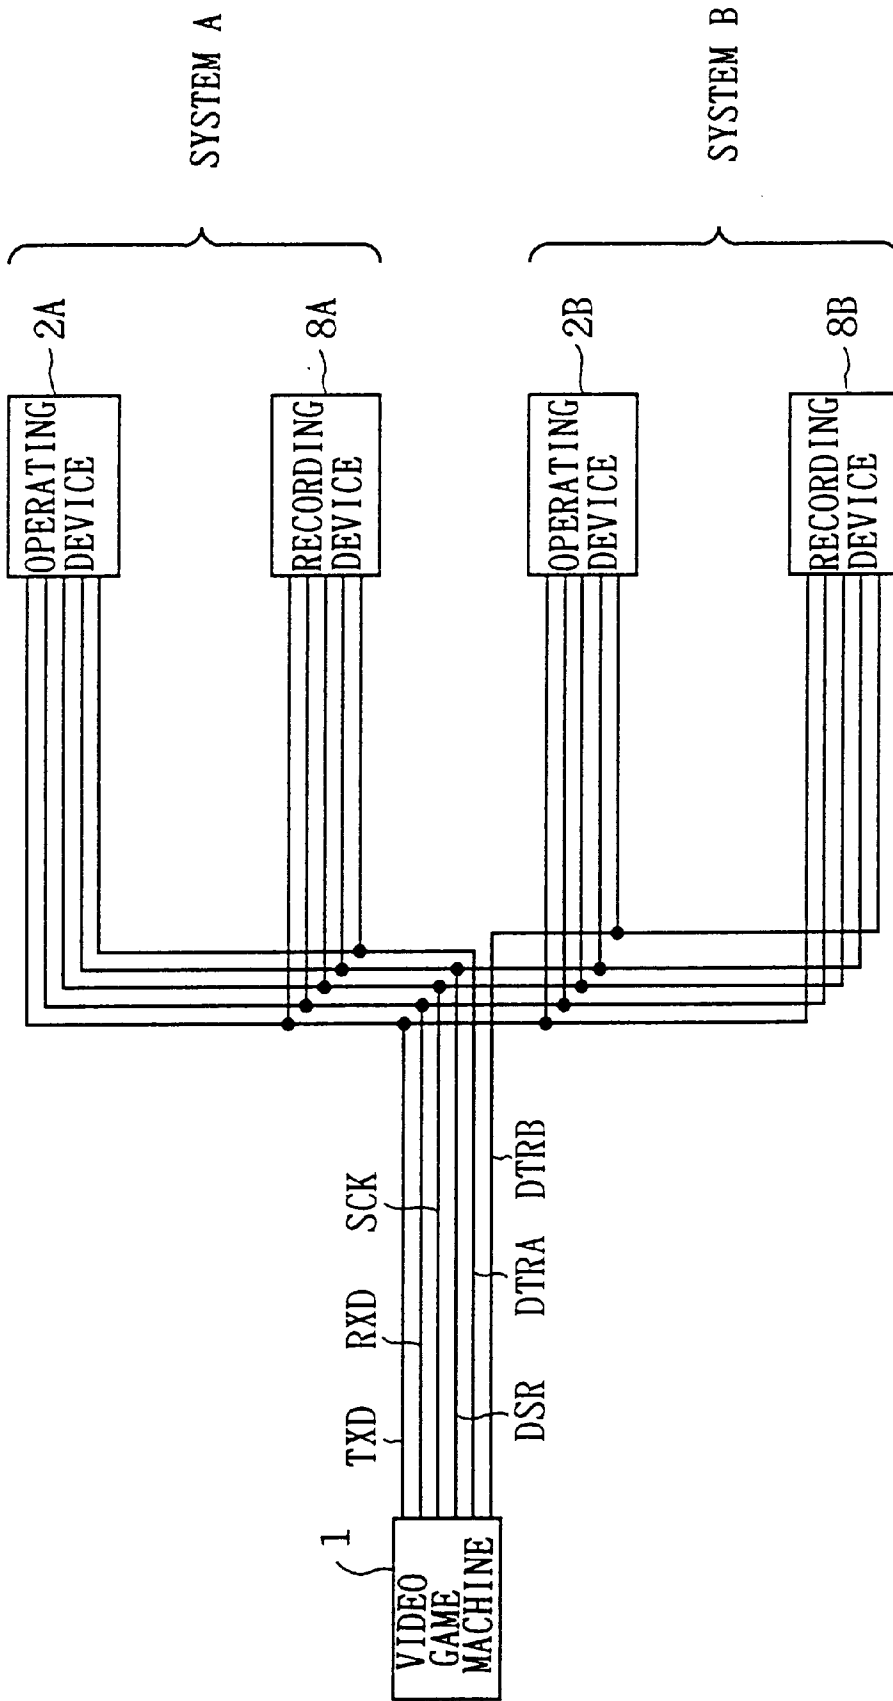 SYSTEM A
SYSTEM B
2A
8A
2B
8B
OPERATING
DEVICE
RECORDING
DEVICE
OPERATING
DEVICE
RECORDING
DEVICE
TXD
RXD
SCK
DSR
DTRA
DTRB
1
VIDEO
GAME
MACHINE